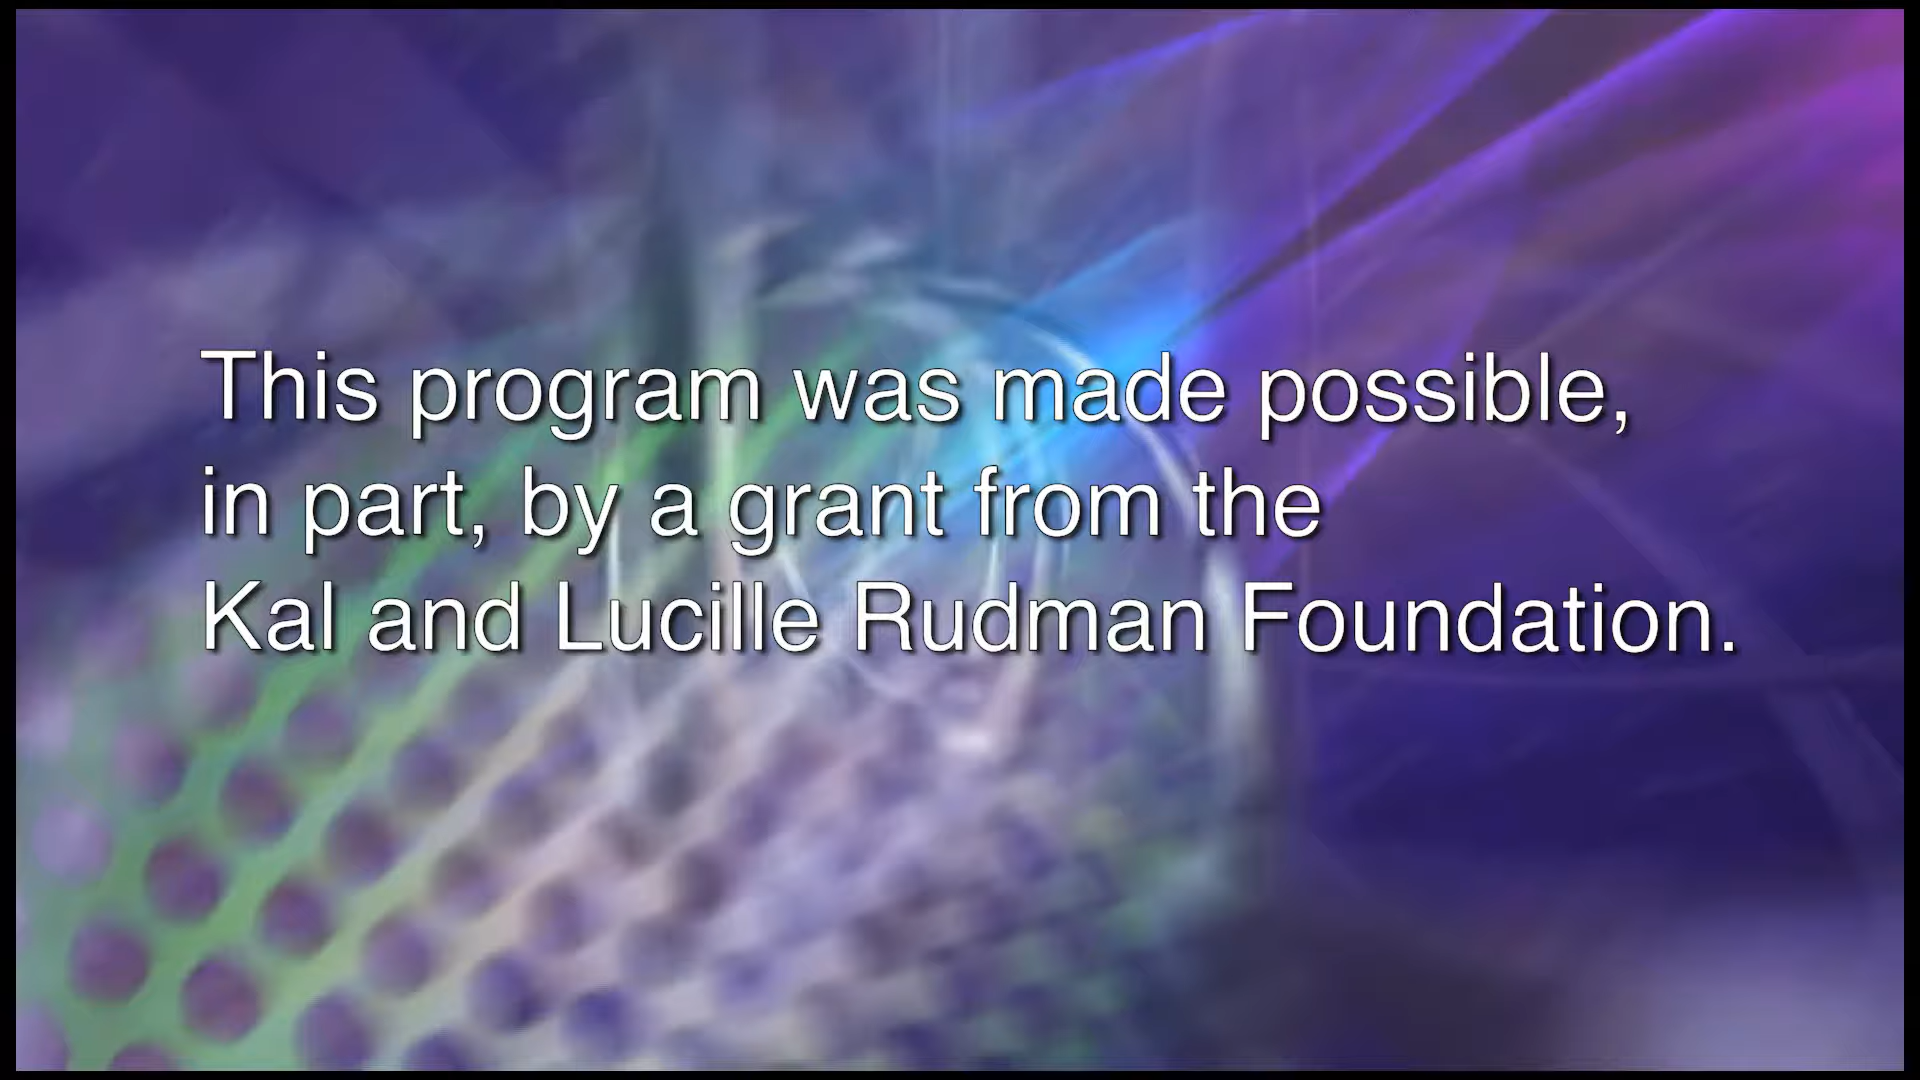 This program was made possible,
in part, by a grant from the
Kal and Lucille Rudman Foundation.